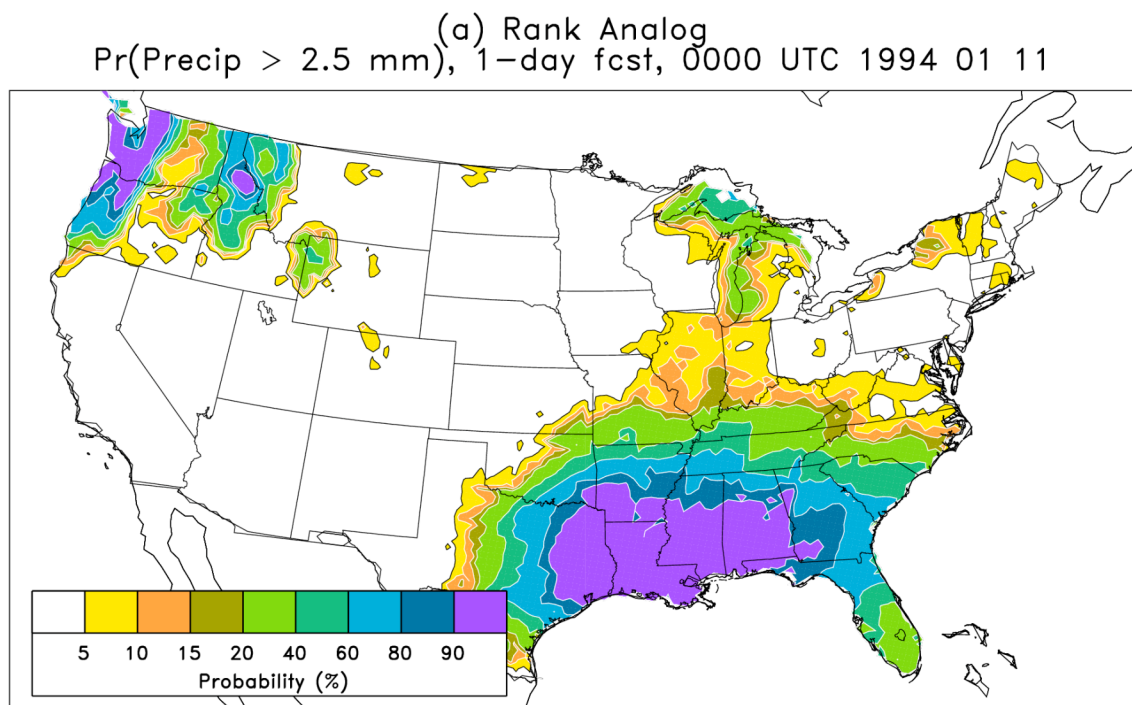 (a) Rank Analog
Pr(Precip > 2.5 mm), 1-day fcst, 0000 UTC 1994 01 11
5 10 15 20 40 60 80 90
Probability (%)